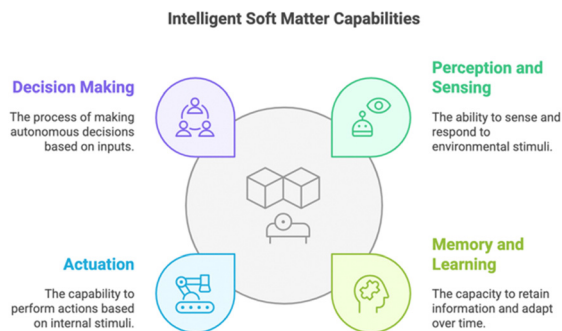 Intelligent Soft Matter Capabilities
Decision Making
The process of making
autonomous decisions
based on inputs.
Perception and
Sensing
The ability to sense and
respond to
environmental stimuli.
Actuation
The capability to
perform actions based
on internal stimuli.
Memory and
Learning
The capacity to retain
information and adapt
over time.